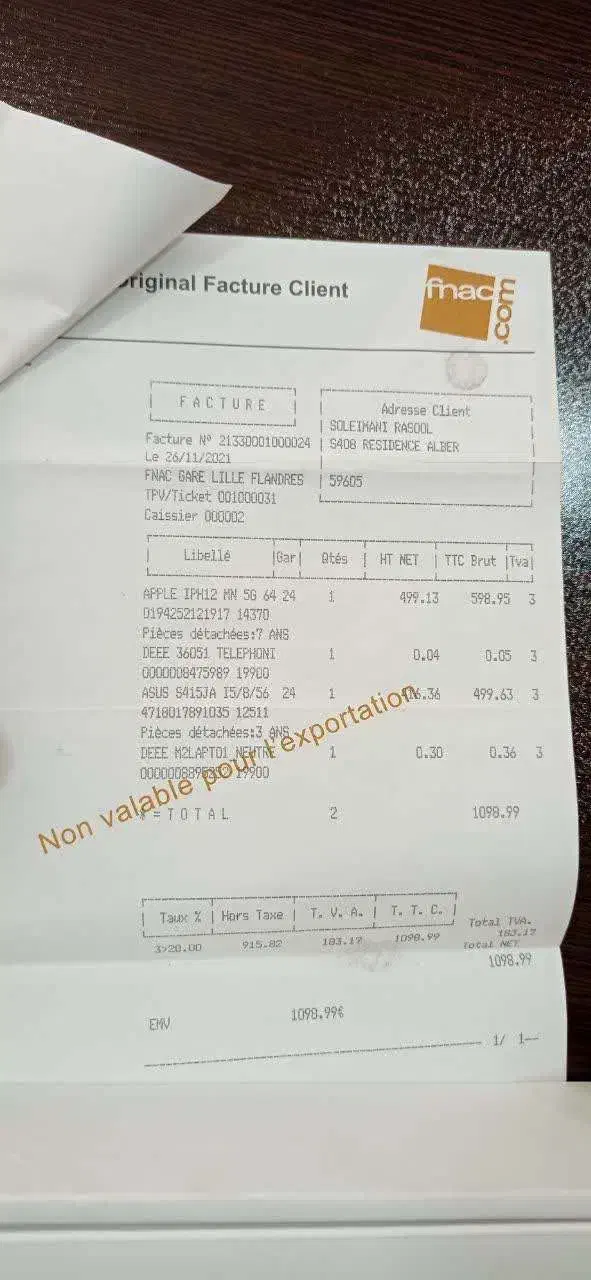 riginal Facture Client
fnac.com
FACTURE
Adresse Client
SOLEIMANI RASOOL
S408 RESIDENCE ALBER
59605
Facture Nº 21330001000024
Le 26/11/2021
FNAC GARE LILLE FLANDRES
TPV/Ticket 001000031
Caissier 000002
Libellé |Gar| Qtés | HT NET | TTC Brut |Tva|
APPLE IPH12 MN 5G 64 24 1 499.13 598.95 3
0194252121917 14370
Pièces détachées:7 ANS
DEEE 36051 TELEPHONI 1 0.04 0.05 3
0000008475989 19900
ASUS S415JA I5/8/56 24 1 416.36 499.63 3
4718017891035 12511
Pièces détachées:3 ANS
DEEE M2LAPTO1 NEUTRE 1 0.30 0.36 3
19900
Non valable pour l'exportation
* = TOTAL 2 1098.99
Taux % | Hors Taxe | T. V. A. | T. T. C. |
3>20.00 915.82 183.17 1098.99
Total TVA.
183.17
Total NET
1098.99
EMV 1098.99€
1/ 1--